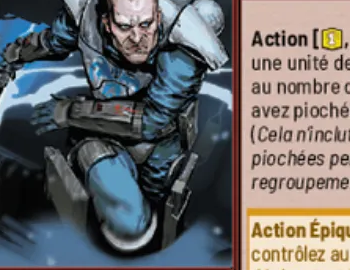 Action [1,
une unité de
au nombre d
avez pioché
(Cela n'inclut
piochées pe
regroupeme
Action Épiqu
contrôlez au